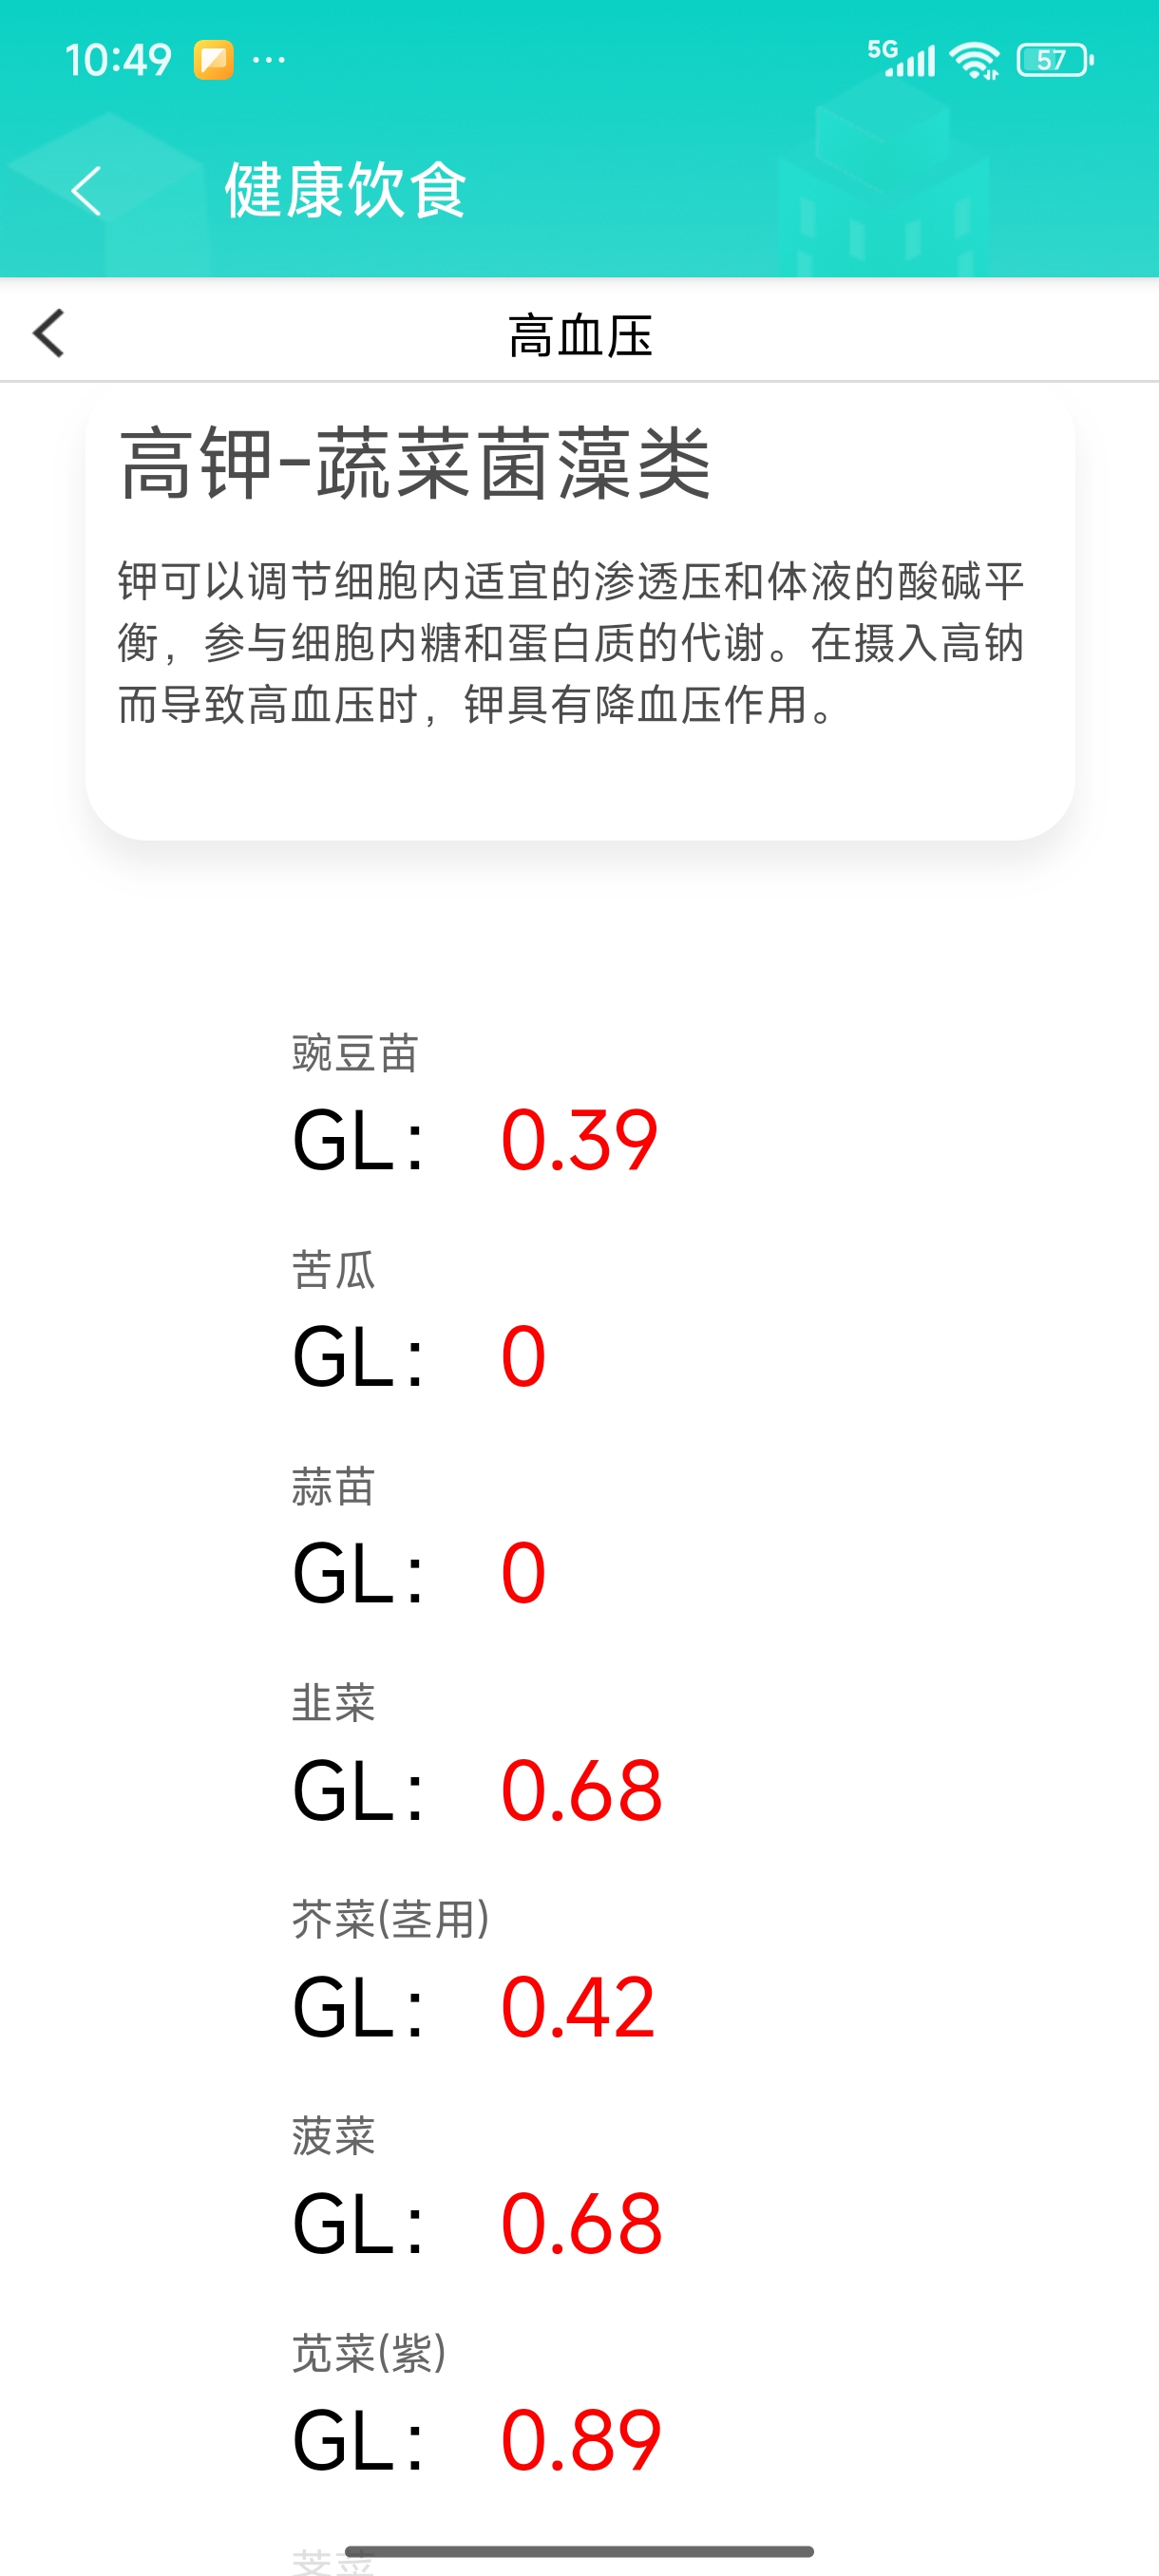 10:49 ... 5G 57
健康饮食
高血压
高钾-蔬菜菌藻类
钾可以调节细胞内适宜的渗透压和体液的酸碱平
衡，参与细胞内糖和蛋白质的代谢。在摄入高钠
而导致高血压时，钾具有降血压作用。
豌豆苗
GL： 0.39
苦瓜
GL： 0
蒜苗
GL： 0
韭菜
GL： 0.68
芥菜(茎用)
GL： 0.42
菠菜
GL： 0.68
苋菜(紫)
GL： 0.89